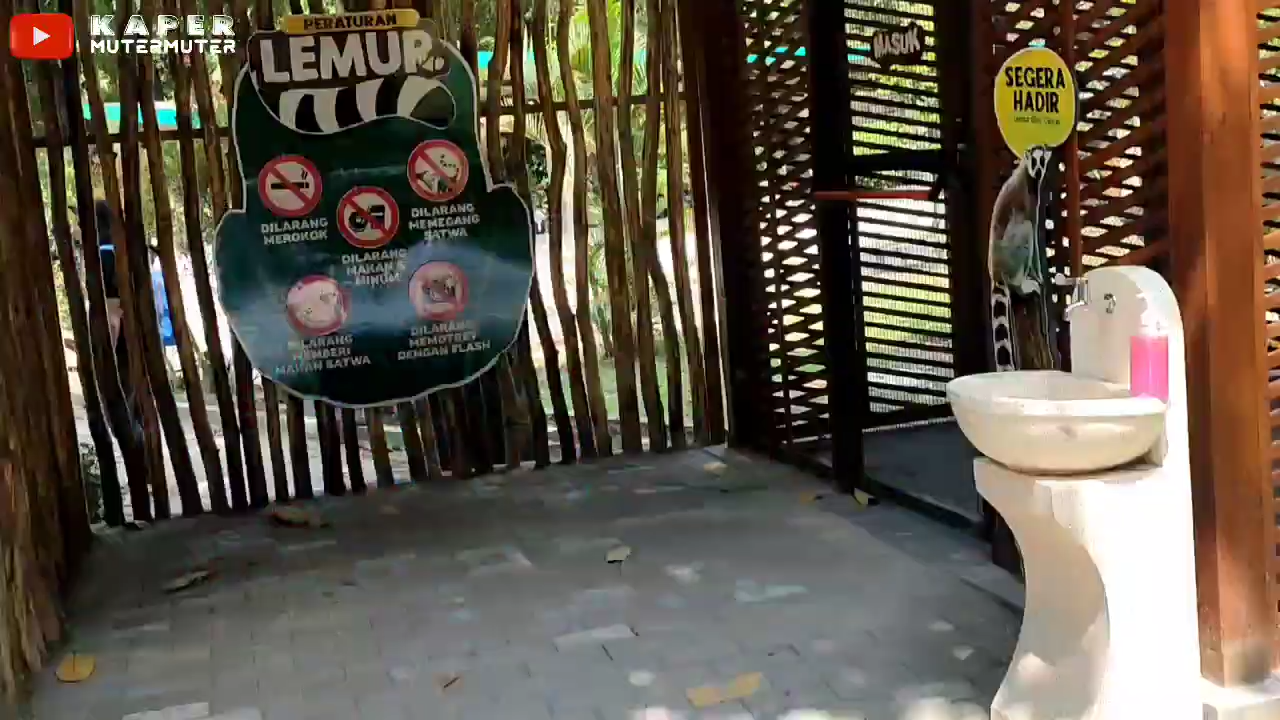 KAPER
MUTERMUTER
PERATURAN
LEMUR
DILARANG
MEROKOK
DILARANG
MEMEGANG
SATWA
DILARANG
MAKAN &
MINUM
DILARANG
MEMBERI
MAKAN SATWA
DILARANG
MEMOTRET
DENGAN FLASH
MASUK
SEGERA
HADIR